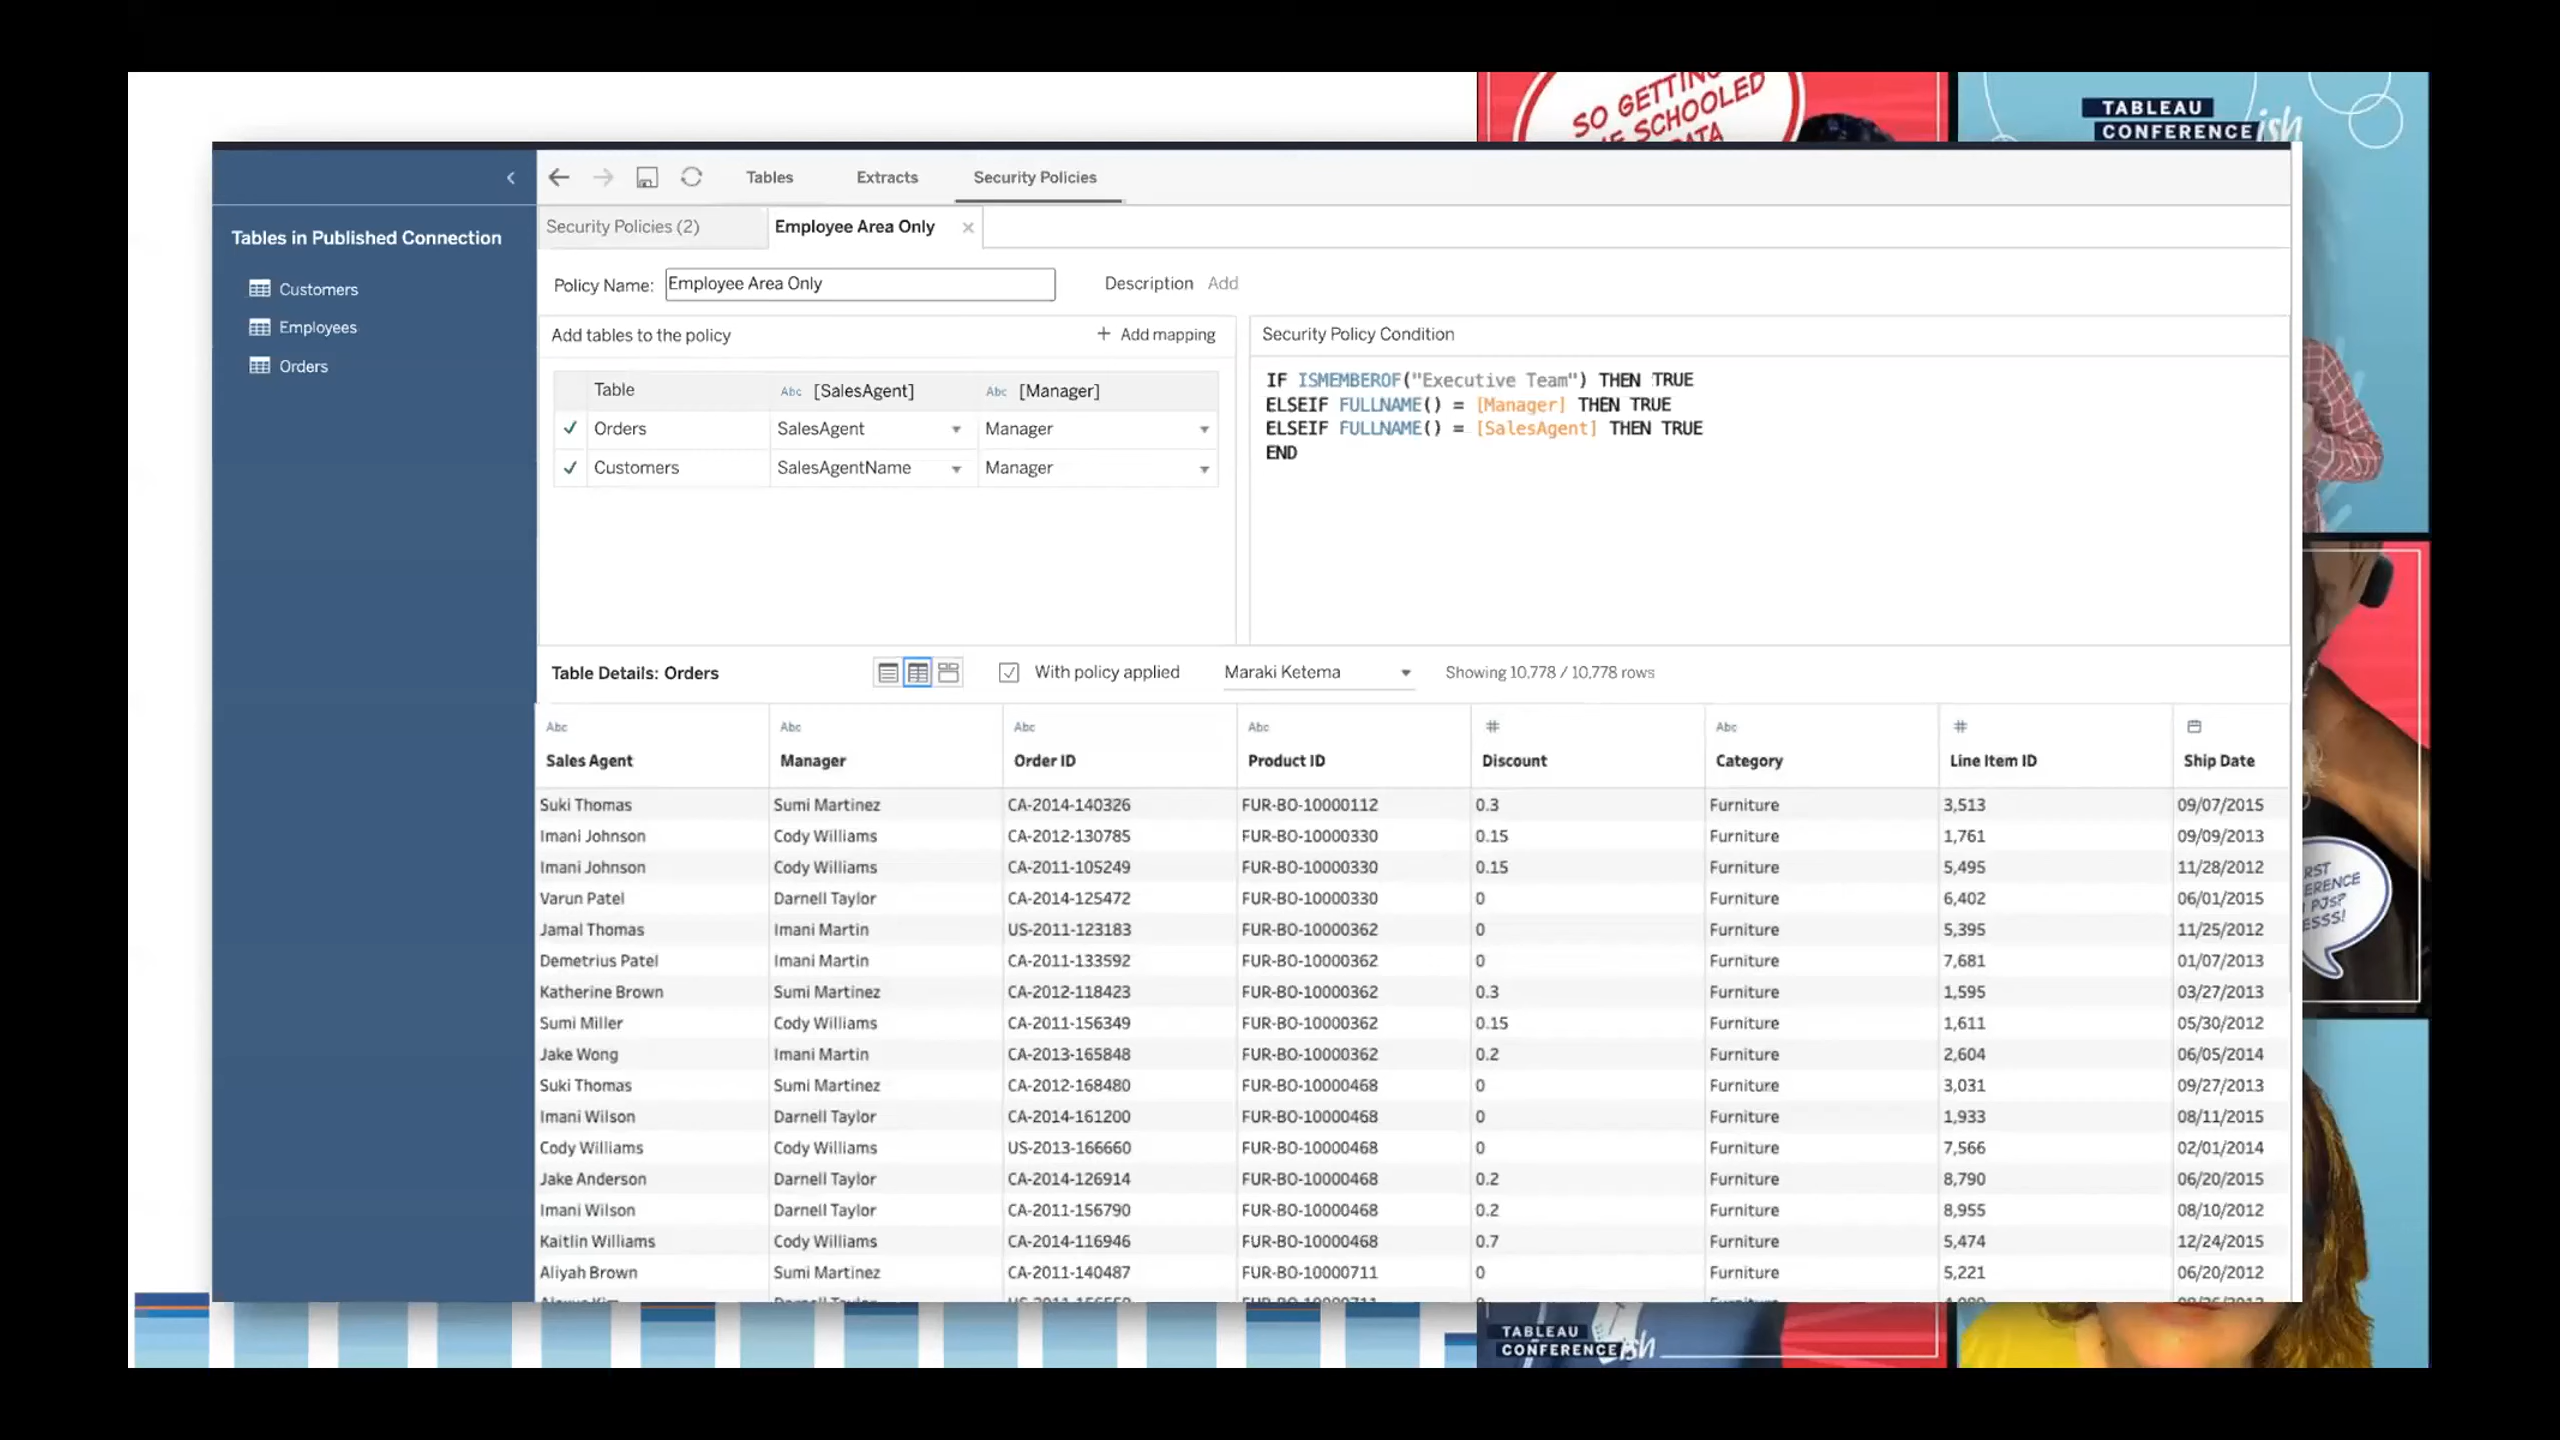 SO GETTING
SCHOOLED
TABLEAU
CONFERENCE ish
Tables Extracts Security Policies
Tables in Published Connection
Customers
Employees
Orders
Security Policies (2) Employee Area Only
Policy Name: Employee Area Only Description Add
Add tables to the policy + Add mapping
Table Abc [SalesAgent] Abc [Manager]
Orders SalesAgent Manager
Customers SalesAgentName Manager
Security Policy Condition
IF ISMEMBEROF("Executive Team") THEN TRUE
ELSEIF FULLNAME() = [Manager] THEN TRUE
ELSEIF FULLNAME() = [SalesAgent] THEN TRUE
END
Table Details: Orders With policy applied Maraki Ketema Showing 10,778 / 10,778 rows
Abc Abc Abc Abc # Abc #
Sales Agent Manager Order ID Product ID Discount Category Line Item ID Ship Date
Suki Thomas Sumi Martinez CA-2014-140326 FUR-BO-10000112 0.3 Furniture 3,513 09/07/2015
Imani Johnson Cody Williams CA-2012-130785 FUR-BO-10000330 0.15 Furniture 1,761 09/09/2013
Imani Johnson Cody Williams CA-2011-105249 FUR-BO-10000330 0.15 Furniture 5,495 11/28/2012
Varun Patel Darnell Taylor CA-2014-125472 FUR-BO-10000330 0 Furniture 6,402 06/01/2015
Jamal Thomas Imani Martin US-2011-123183 FUR-BO-10000362 0 Furniture 5,395 11/25/2012
Demetrius Patel Imani Martin CA-2011-133592 FUR-BO-10000362 0 Furniture 7,681 01/07/2013
Katherine Brown Sumi Martinez CA-2012-118423 FUR-BO-10000362 0.3 Furniture 1,595 03/27/2013
Sumi Miller Cody Williams CA-2011-156349 FUR-BO-10000362 0.15 Furniture 1,611 05/30/2012
Jake Wong Imani Martin CA-2013-165848 FUR-BO-10000362 0.2 Furniture 2,604 06/05/2014
Suki Thomas Sumi Martinez CA-2012-168480 FUR-BO-10000468 0 Furniture 3,031 09/27/2013
Imani Wilson Darnell Taylor CA-2014-161200 FUR-BO-10000468 0 Furniture 1,933 08/11/2015
Cody Williams Cody Williams US-2013-166660 FUR-BO-10000468 0 Furniture 7,566 02/01/2014
Jake Anderson Darnell Taylor CA-2014-126914 FUR-BO-10000468 0.2 Furniture 8,790 06/20/2015
Imani Wilson Darnell Taylor CA-2011-156790 FUR-BO-10000468 0.2 Furniture 8,955 08/10/2012
Kaitlin Williams Cody Williams CA-2014-116946 FUR-BO-10000468 0.7 Furniture 5,474 12/24/2015
Aliyah Brown Sumi Martinez CA-2011-140487 FUR-BO-10000711 0 Furniture 5,221 06/20/2012
PJs?
TABLEAU
CONFERENCE ish